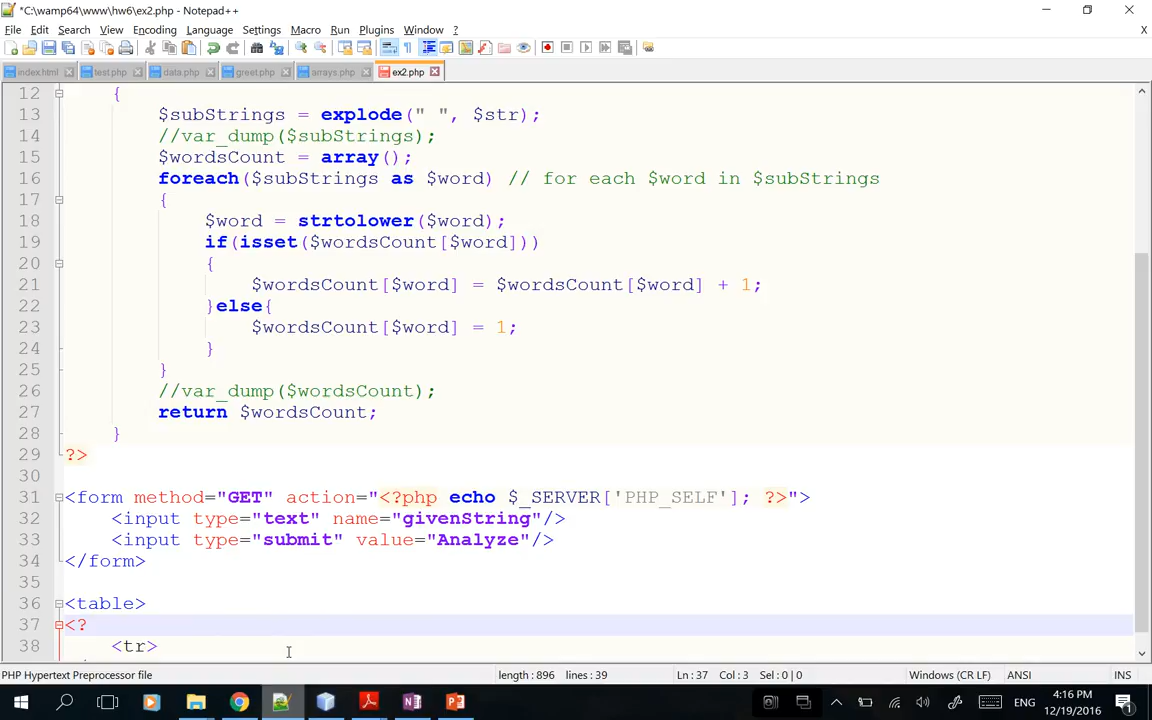 *C:\wamp64\www\hw6\ex2.php - Notepad++
File Edit Search View Encoding Language Settings Macro Run Plugins Window ? X
index.html test.php data.php greet.php arrays.php ex2.php
12 {
13 $subStrings = explode(" ", $str);
14 //var_dump($subStrings);
15 $wordsCount = array();
16 foreach($subStrings as $word) // for each $word in $subStrings
17 {
18 $word = strtolower($word);
19 if(isset($wordsCount[$word]))
20 {
21 $wordsCount[$word] = $wordsCount[$word] + 1;
22 }else{
23 $wordsCount[$word] = 1;
24 }
25 }
26 //var_dump($wordsCount);
27 return $wordsCount;
28 }
29 ?>
30
31 <form method="GET" action="<?php echo $_SERVER['PHP_SELF']; ?>">
32 <input type="text" name="givenString"/>
33 <input type="submit" value="Analyze"/>
34 </form>
35
36 <table>
37 <?
38 <tr>
PHP Hypertext Preprocessor file length : 896 lines : 39 Ln : 37 Col : 3 Sel : 0 | 0 Windows (CR LF) ANSI INS
ENG 4:16 PM
12/19/2016